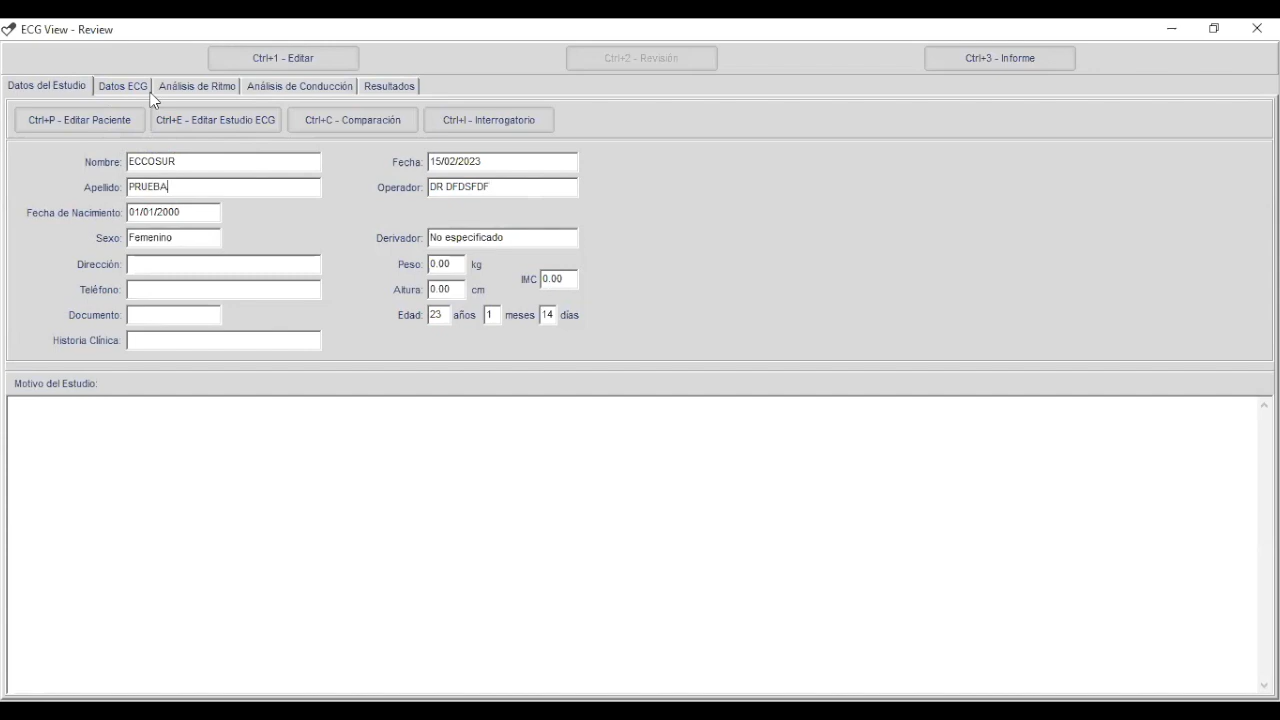 ECG View - Review
Ctrl+1 - Editar
Ctrl+2 - Revisión
Ctrl+3 - Informe
Datos del Estudio
Datos ECG
Análisis de Ritmo
Análisis de Conducción
Resultados
Ctrl+P - Editar Paciente
Ctrl+E - Editar Estudio ECG
Ctrl+C - Comparación
Ctrl+I - Interrogatorio
Nombre: ECCOSUR
Fecha: 15/02/2023
Apellido: PRUEBA
Operador: DR DFDSFDF
Fecha de Nacimiento: 01/01/2000
Sexo: Femenino
Derivador: No especificado
Dirección:
Peso: 0.00 kg
IMC 0.00
Teléfono:
Altura: 0.00 cm
Documento:
Edad: 23 años 1 meses 14 días
Historia Clínica:
Motivo del Estudio: